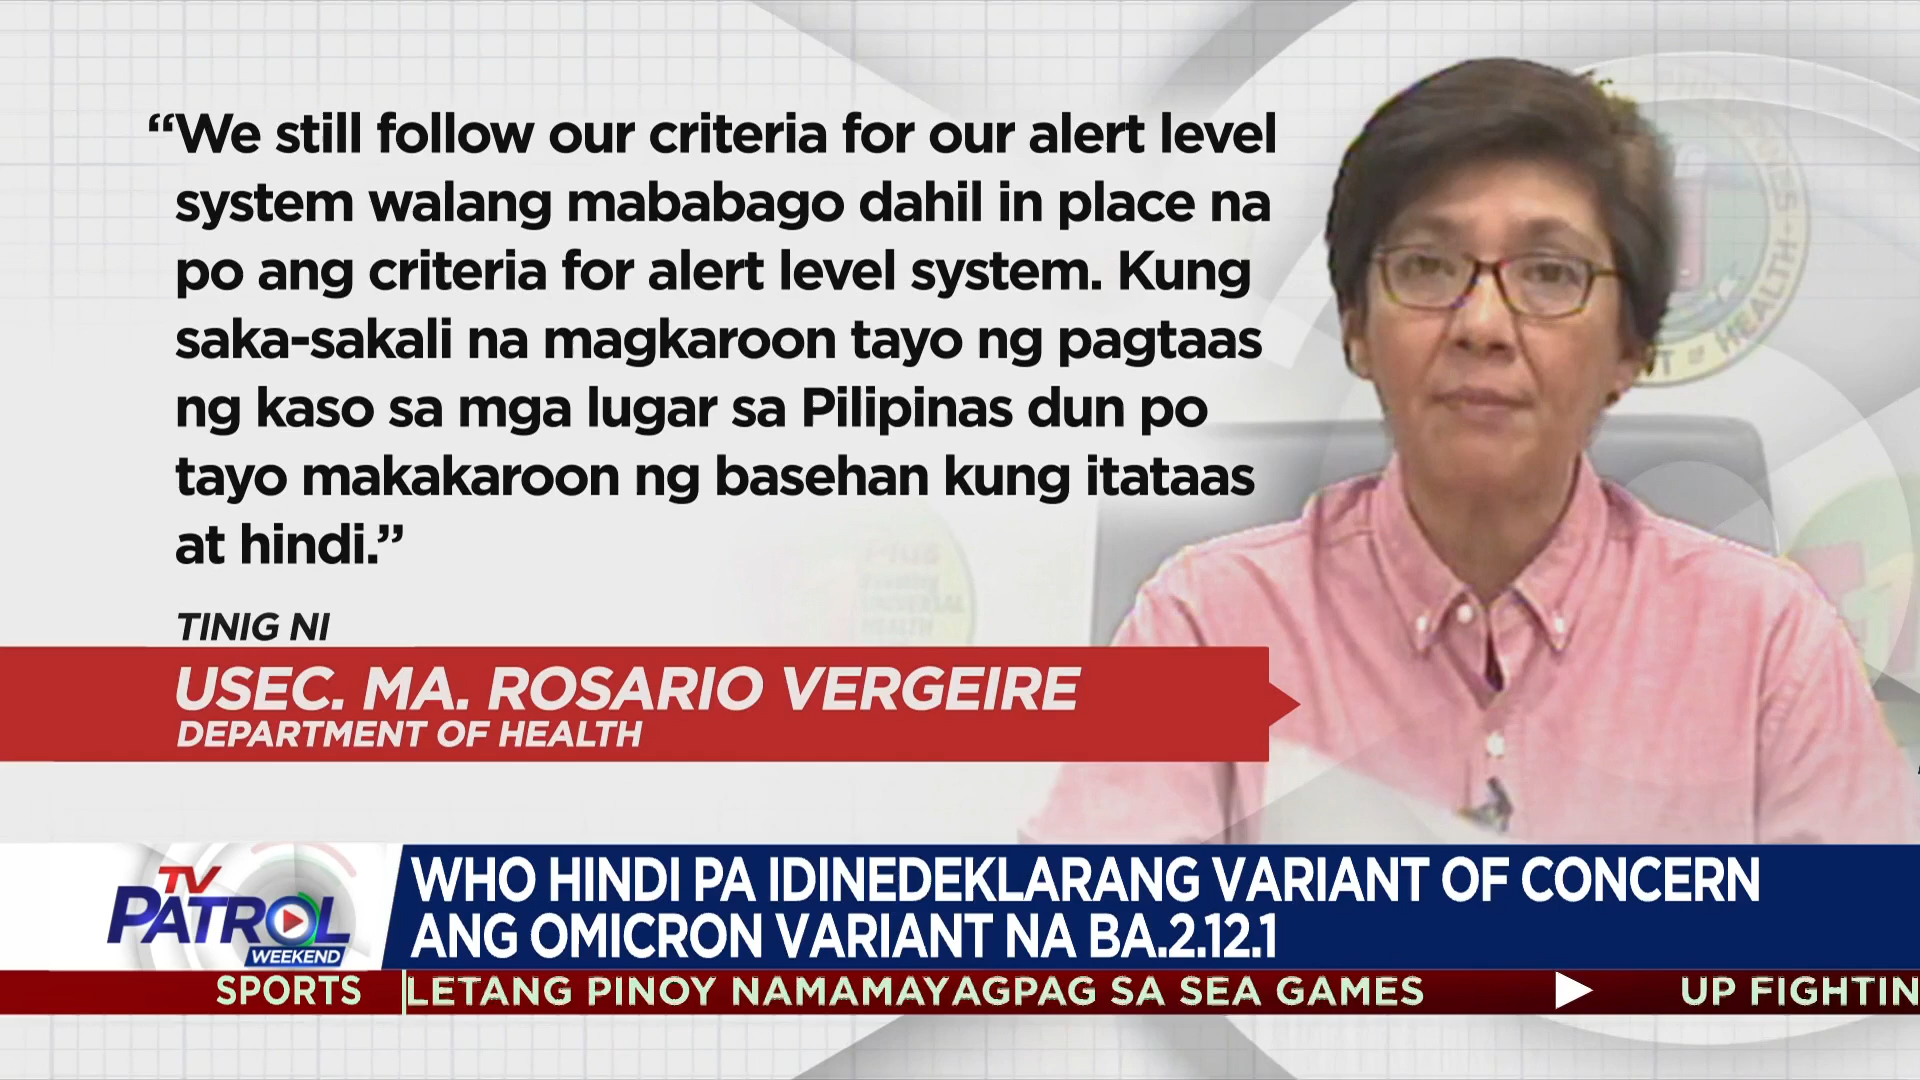 “We still follow our criteria for our alert level
system walang mababago dahil in place na
po ang criteria for alert level system. Kung
saka-sakali na magkaroon tayo ng pagtaas
ng kaso sa mga lugar sa Pilipinas dun po
tayo makakaroon ng basehan kung itataas
at hindi.”
TINIG NI
USEC. MA. ROSARIO VERGEIRE
DEPARTMENT OF HEALTH
TV PATROL WEEKEND
WHO HINDI PA IDINEDEKLARANG VARIANT OF CONCERN
ANG OMICRON VARIANT NA BA.2.12.1
SPORTS LETANG PINOY NAMAMAYAGPAG SA SEA GAMES UP FIGHTIN
HEALTH